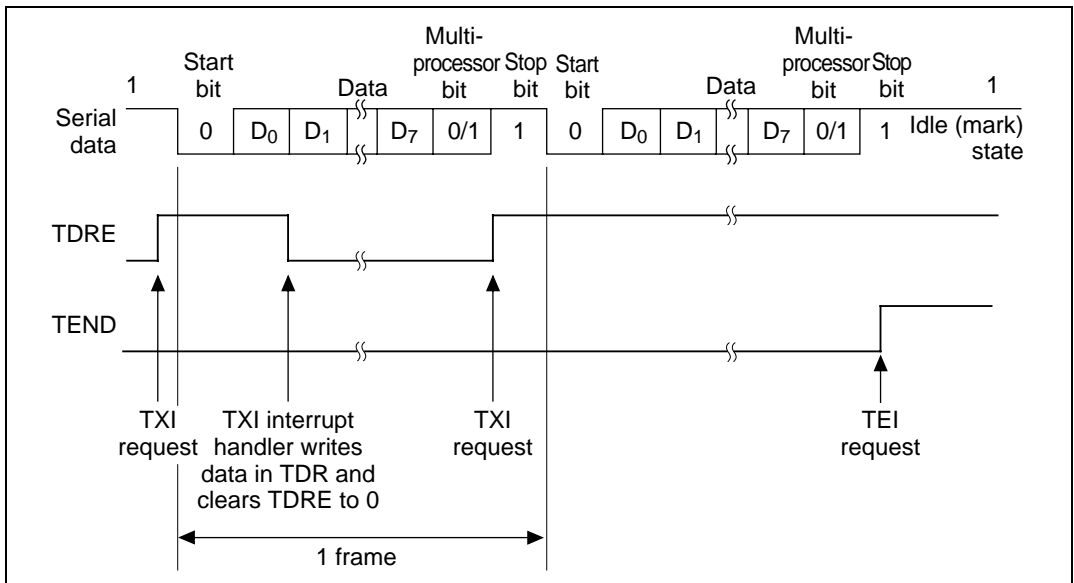 Multi-
processor
bit
Multi-
processor
bit
Start
bit
Stop
bit
Start
bit
Stop
bit
1
Data
Data
1
Serial
data
0 D0 D1 D7 0/1 1 0 D0 D1 D7 0/1 1
Idle (mark)
state
TDRE
TEND
TXI
request
TXI interrupt
handler writes
data in TDR and
clears TDRE to 0
TXI
request
TEI
request
1 frame